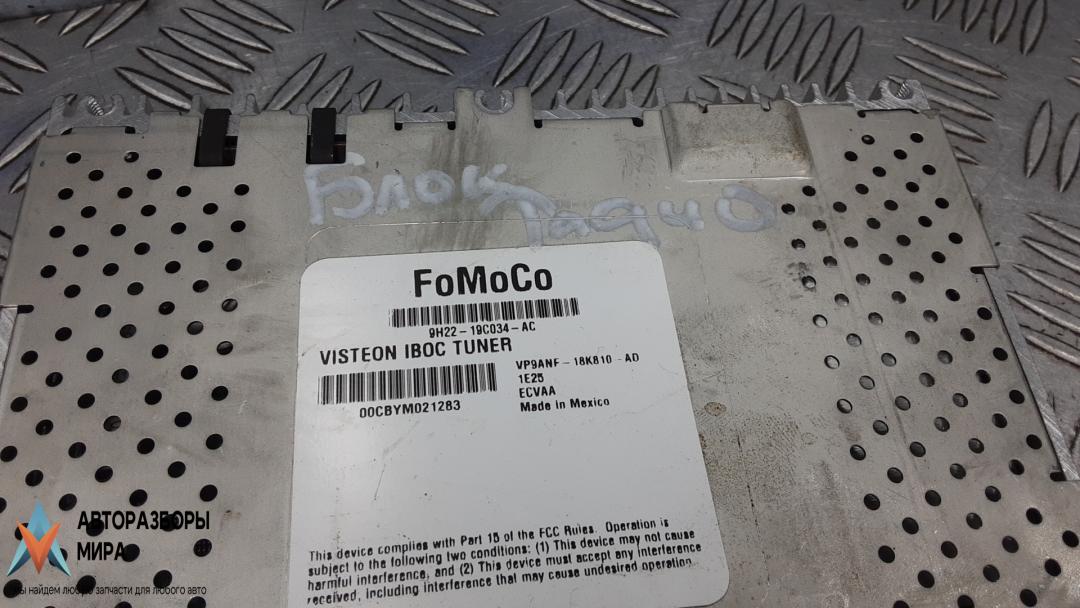 Блок
Радио
FoMoCo
9H22-19C034-AC
VISTEON IBOC TUNER
VP9ANF-18K810-AD
1E25
ECVAA
00CBYM021283
Made in Mexico
This device complies with Part 15 of the FCC Rules. Operation is
subject to the following two conditions: (1) This device may not cause
harmful interference, and (2) This device must accept any interference
received, including interference that may cause undesired operation.
АВТОРАЗБОРЫ
МИРА
мы найдем любую запчасти для любого авто